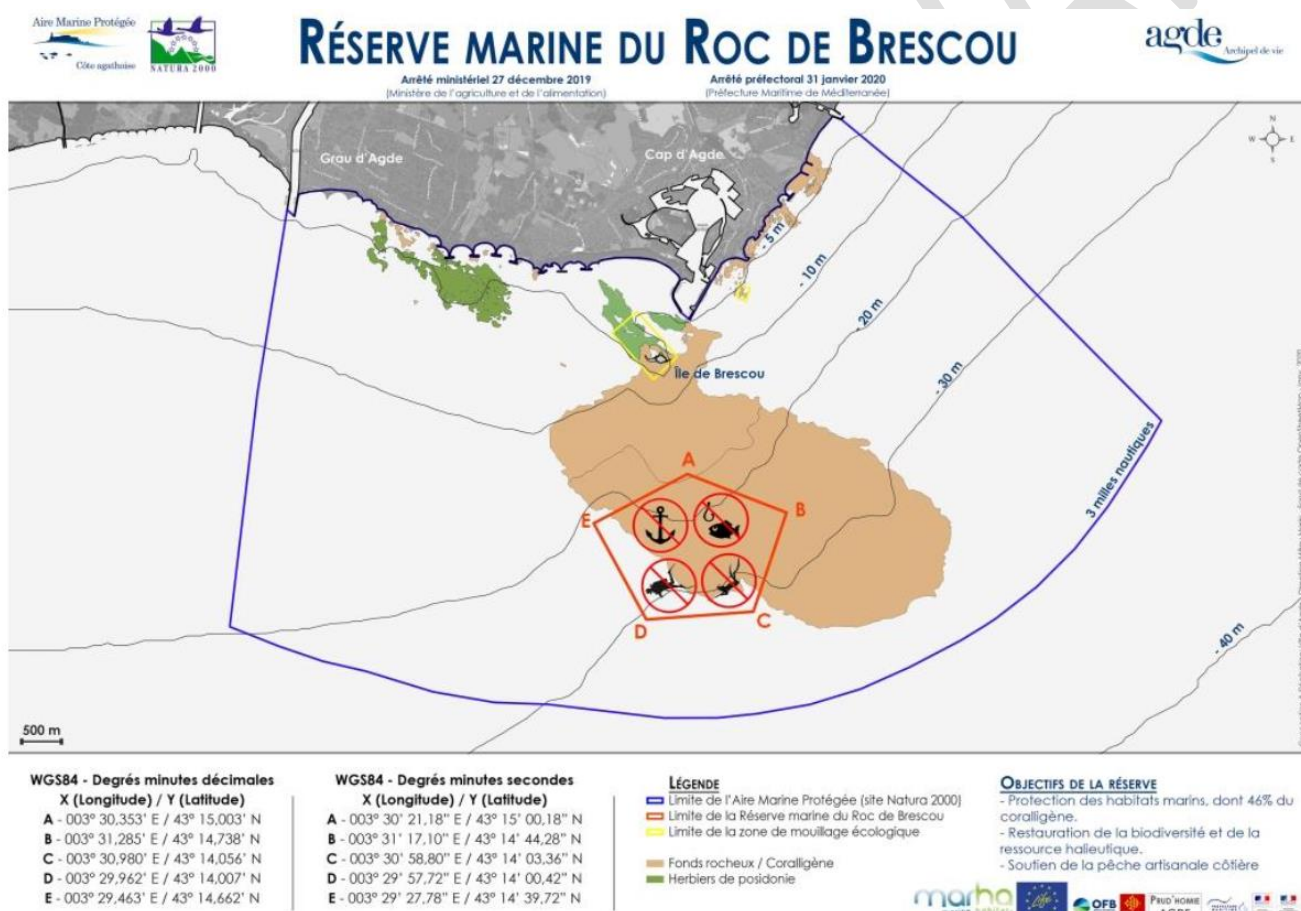 Aire Marine Protégée
Côte agathoise
NATURA 2000
RÉSERVE MARINE DU ROC DE BRESCOU
Arrêté ministériel 27 décembre 2019
(Ministère de l'agriculture et de l'alimentation)
Arrêté préfectoral 31 janvier 2020
(Préfecture Maritime de Méditerranée)
agde
Archipel de vie
Grau d'Agde
Cap d'Agde
N
W
E
S
- 5 m
- 10 m
- 20 m
- 30 m
Île de Brescou
3 milles nautiques
A
B
E
D
C
- 40 m
500 m
WGS84 - Degrés minutes décimales
X (Longitude) / Y (Latitude)
A - 003° 30,353' E / 43° 15,003' N
B - 003° 31,285' E / 43° 14,738' N
C - 003° 30,980' E / 43° 14,056' N
D - 003° 29,962' E / 43° 14,007' N
E - 003° 29,463' E / 43° 14,662' N
WGS84 - Degrés minutes secondes
X (Longitude) / Y (Latitude)
A - 003° 30' 21,18" E / 43° 15' 00,18" N
B - 003° 31' 17,10" E / 43° 14' 44,28" N
C - 003° 30' 58,80" E / 43° 14' 03,36" N
D - 003° 29' 57,72" E / 43° 14' 00,42" N
E - 003° 29' 27,78" E / 43° 14' 39,72" N
LÉGENDE
Limite de l'Aire Marine Protégée (site Natura 2000)
Limite de la Réserve marine du Roc de Brescou
Limite de la zone de mouillage écologique
Fonds rocheux / Coralligène
Herbiers de posidonie
OBJECTIFS DE LA RÉSERVE
- Protection des habitats marins, dont 46% du
coralligène.
- Restauration de la biodiversité et de la
ressource halieutique.
- Soutien de la pêche artisanale côtière
marha
Life
OFB
PRUD'HOMIE